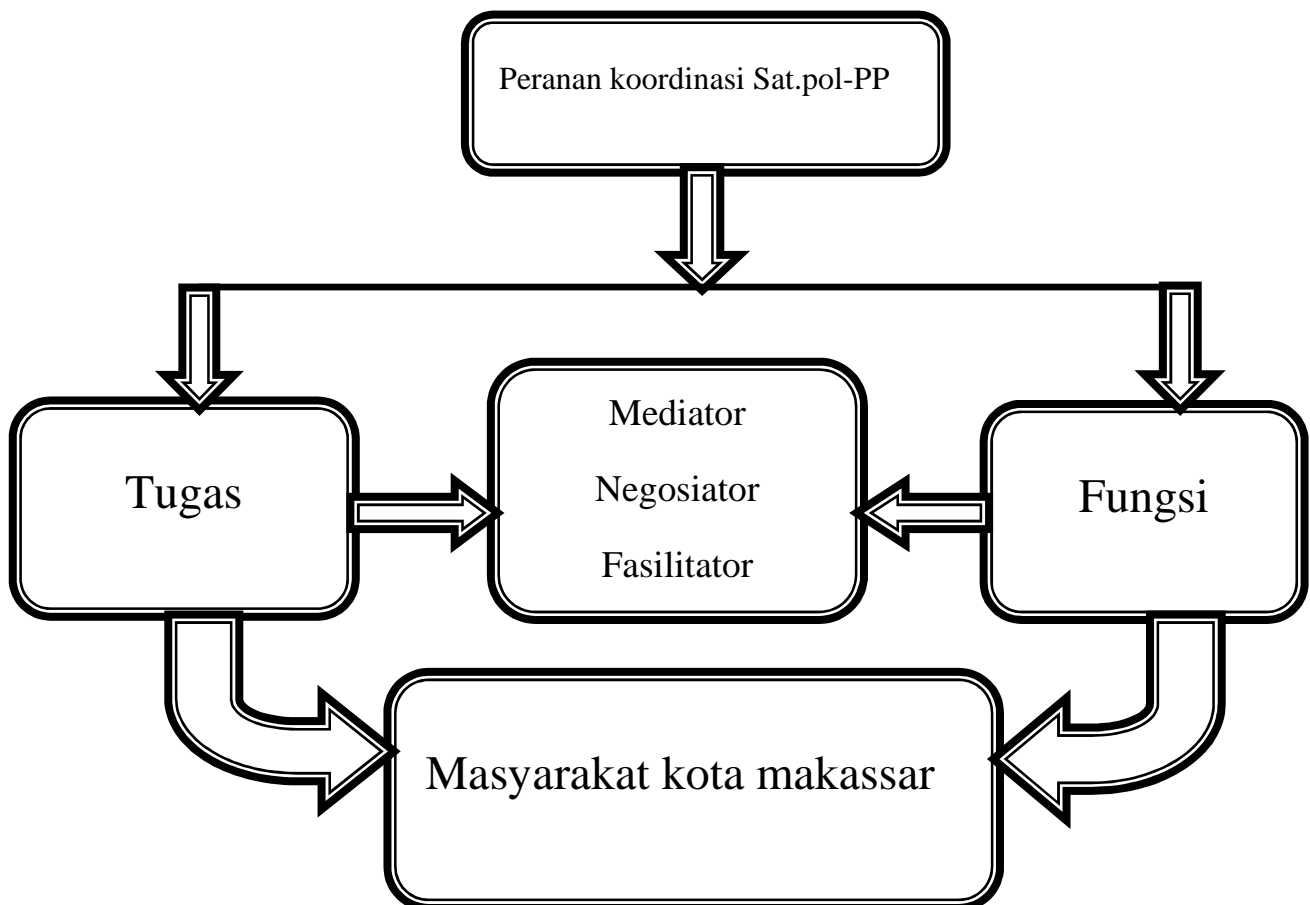 Peranan koordinasi Sat.pol-PP
Tugas
Mediator
Negosiator
Fasilitator
Fungsi
Masyarakat kota makassar